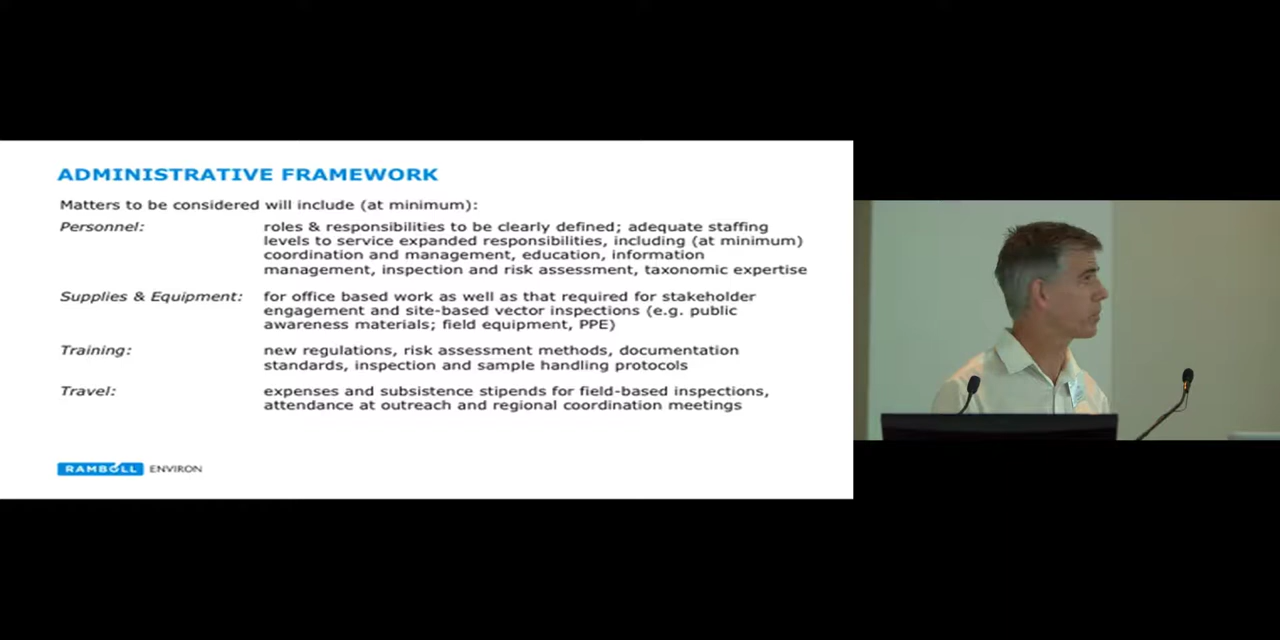 ADMINISTRATIVE FRAMEWORK
Matters to be considered will include (at minimum):
Personnel: roles & responsibilities to be clearly defined; adequate staffing
levels to service expanded responsibilities, including (at minimum)
coordination and management, education, information
management, inspection and risk assessment, taxonomic expertise
Supplies & Equipment: for office based work as well as that required for stakeholder
engagement and site-based vector inspections (e.g. public
awareness materials; field equipment, PPE)
Training: new regulations, risk assessment methods, documentation
standards, inspection and sample handling protocols
Travel: expenses and subsistence stipends for field-based inspections,
attendance at outreach and regional coordination meetings
RAMBOLL ENVIRON